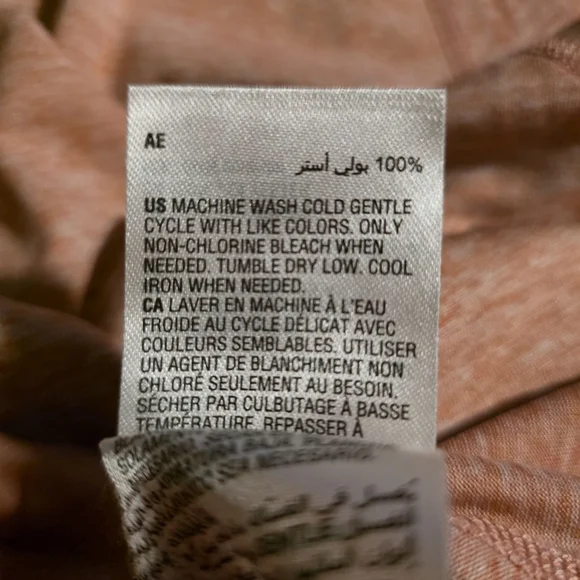 AE
100% بولي أستر
US MACHINE WASH COLD GENTLE
CYCLE WITH LIKE COLORS. ONLY
NON-CHLORINE BLEACH WHEN
NEEDED. TUMBLE DRY LOW. COOL
IRON WHEN NEEDED.
CA LAVER EN MACHINE À L'EAU
FROIDE AU CYCLE DÉLICAT AVEC
COULEURS SEMBLABLES. UTILISER
UN AGENT DE BLANCHIMENT NON
CHLORÉ SEULEMENT AU BESOIN.
SÉCHER PAR CULBUTAGE À BASSE
TEMPÉRATURE. REPASSER À